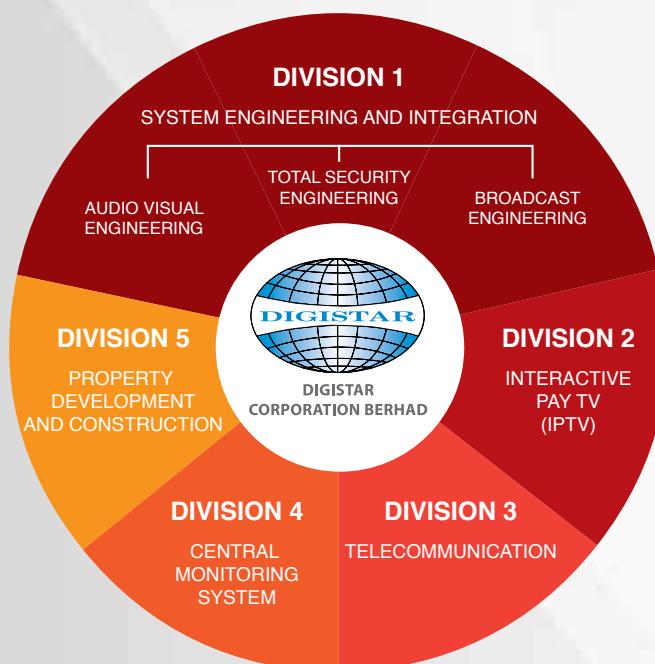 DIVISION 1
SYSTEM ENGINEERING AND INTEGRATION
AUDIO VISUAL
ENGINEERING
TOTAL SECURITY
ENGINEERING
BROADCAST
ENGINEERING
DIGISTAR
DIGISTAR
CORPORATION BERHAD
DIVISION 2
INTERACTIVE
PAY TV
(IPTV)
DIVISION 3
TELECOMMUNICATION
DIVISION 4
CENTRAL
MONITORING
SYSTEM
DIVISION 5
PROPERTY
DEVELOPMENT
AND CONSTRUCTION